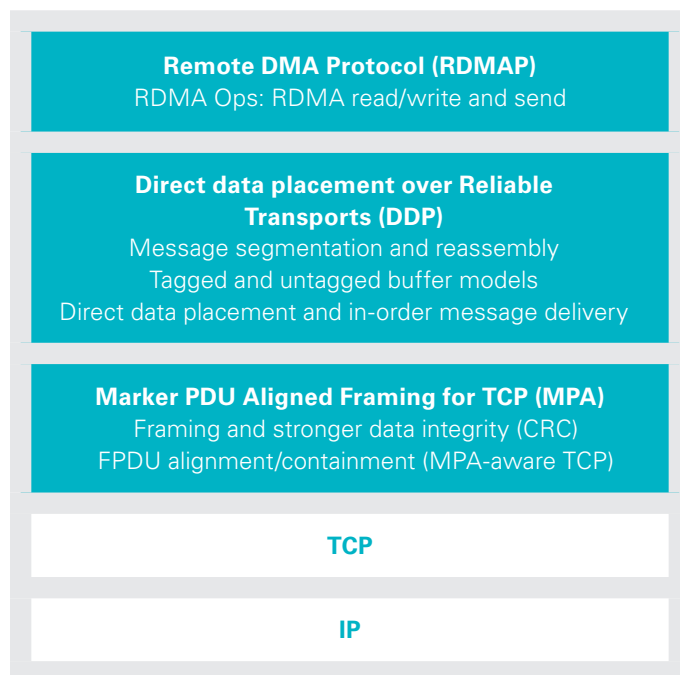 Remote DMA Protocol (RDMAP)
RDMA Ops: RDMA read/write and send
Direct data placement over Reliable
Transports (DDP)
Message segmentation and reassembly
Tagged and untagged buffer models
Direct data placement and in-order message delivery
Marker PDU Aligned Framing for TCP (MPA)
Framing and stronger data integrity (CRC)
FPDU alignment/containment (MPA-aware TCP)
TCP
IP